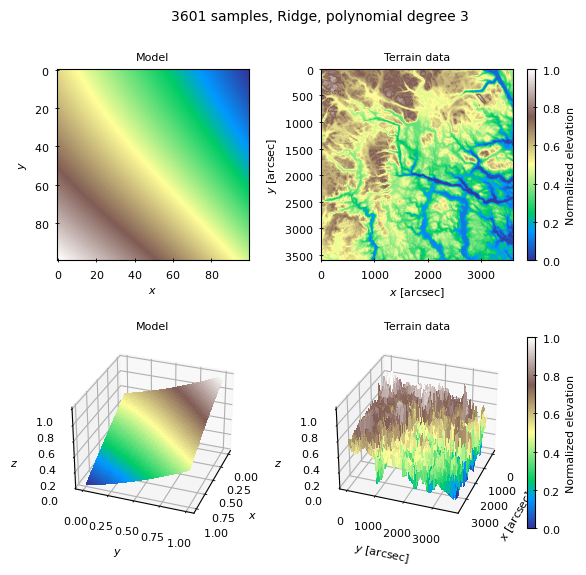 3601 samples, Ridge, polynomial degree 3
Model
0
20
40
60
80
y
0 20 40 60 80
x
Terrain data
0
500
1000
1500
2000
2500
3000
3500
y [arcsec]
0 1000 2000 3000
x [arcsec]
1.0
0.8
0.6
0.4
0.2
0.0
Normalized elevation
Model
1.0
0.8
0.6
0.4
0.2
0.0
z
0.00 0.25 0.50 0.75 1.00
y
0.00
0.25
0.50
0.75
1.00
x
Terrain data
1.0
0.8
0.6
0.4
0.2
0.0
z
0 1000 2000 3000
y [arcsec]
0
1000
2000
3000
x [arcsec]
1.0
0.8
0.6
0.4
0.2
0.0
Normalized elevation